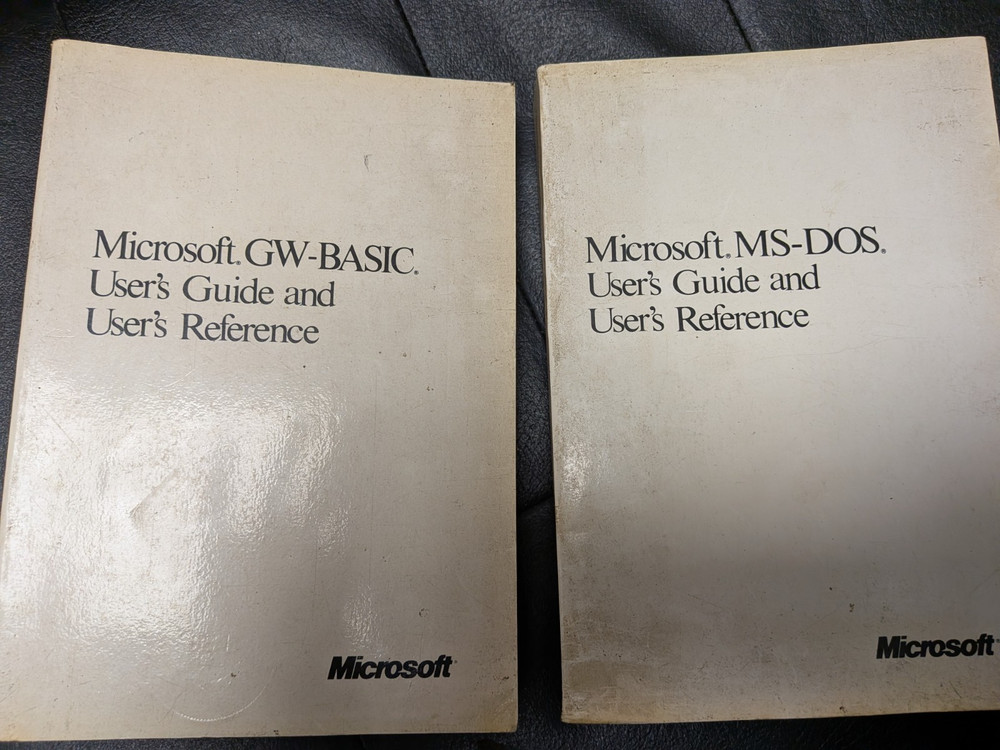 Microsoft® GW-BASIC®
User's Guide and
User's Reference
Microsoft®
Microsoft® MS-DOS®
User's Guide and
User's Reference
Microsoft®